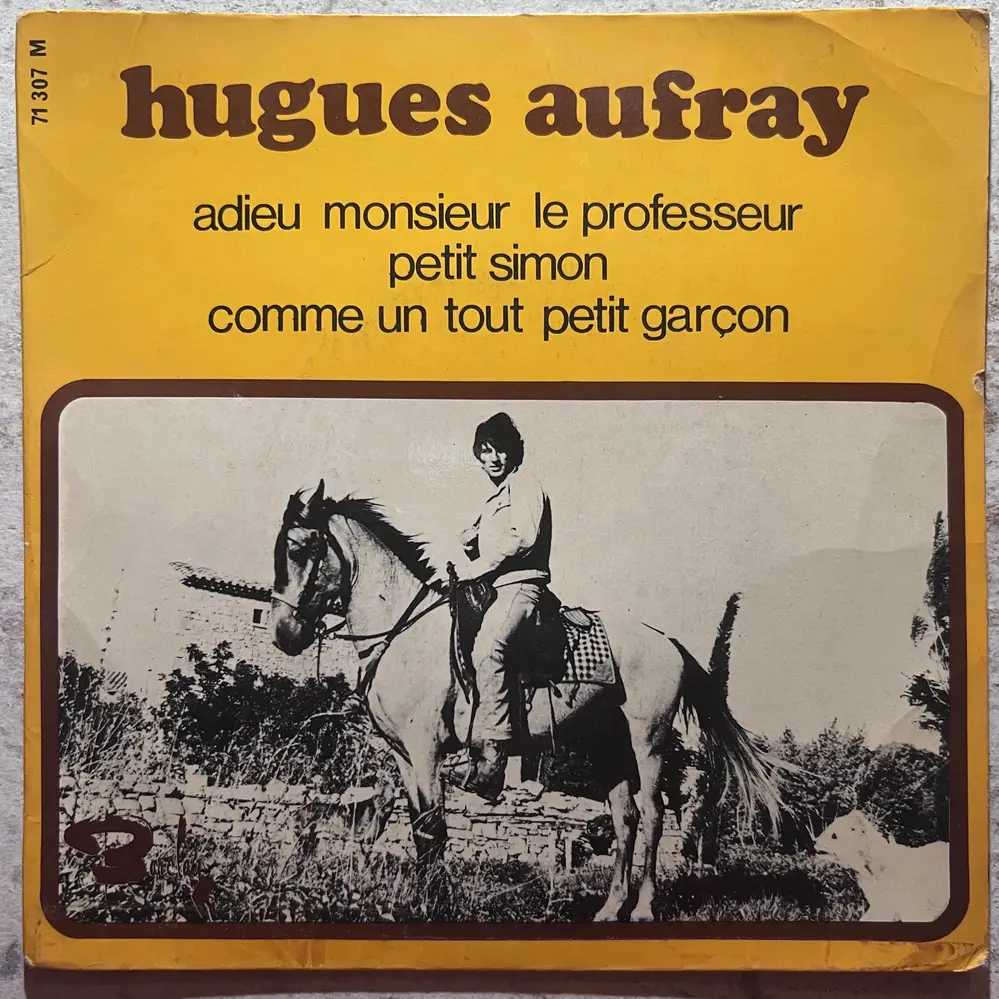 71 307 M
hugues aufray
adieu monsieur le professeur
petit simon
comme un tout petit garçon